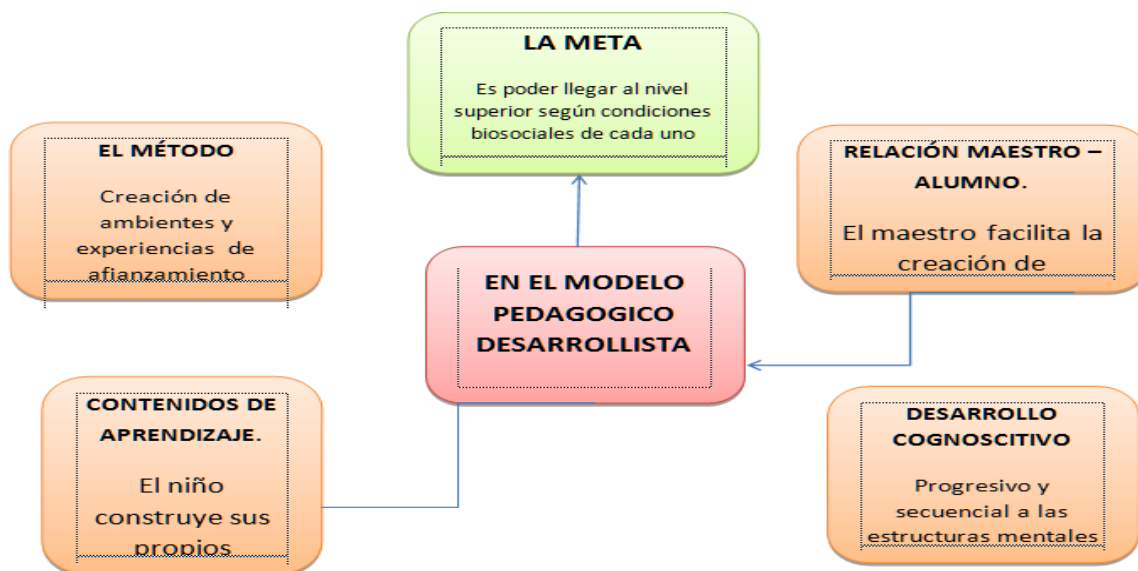 LA META
Es poder llegar al nivel
superior según condiciones
biosociales de cada uno
EL MÉTODO
Creación de
ambientes y
experiencias de
afianzamiento
RELACIÓN MAESTRO –
ALUMNO.
El maestro facilita la
creación de
EN EL MODELO
PEDAGOGICO
DESARROLLISTA
CONTENIDOS DE
APRENDIZAJE.
El niño
construye sus
propios
DESARROLLO
COGNOSCITIVO
Progresivo y
secuencial a las
estructuras mentales